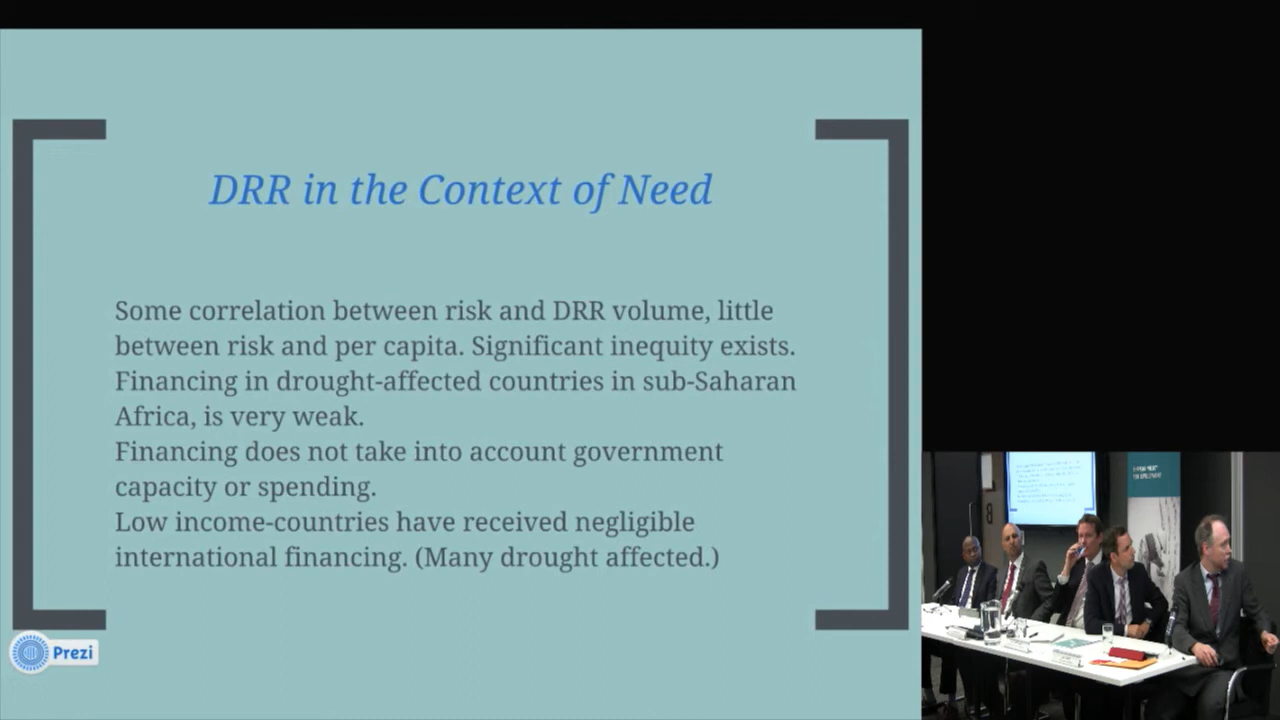 DRR in the Context of Need
Some correlation between risk and DRR volume, little
between risk and per capita. Significant inequity exists.
Financing in drought-affected countries in sub-Saharan
Africa, is very weak.
Financing does not take into account government
capacity or spending.
Low income-countries have received negligible
international financing. (Many drought affected.)
Prezi
8